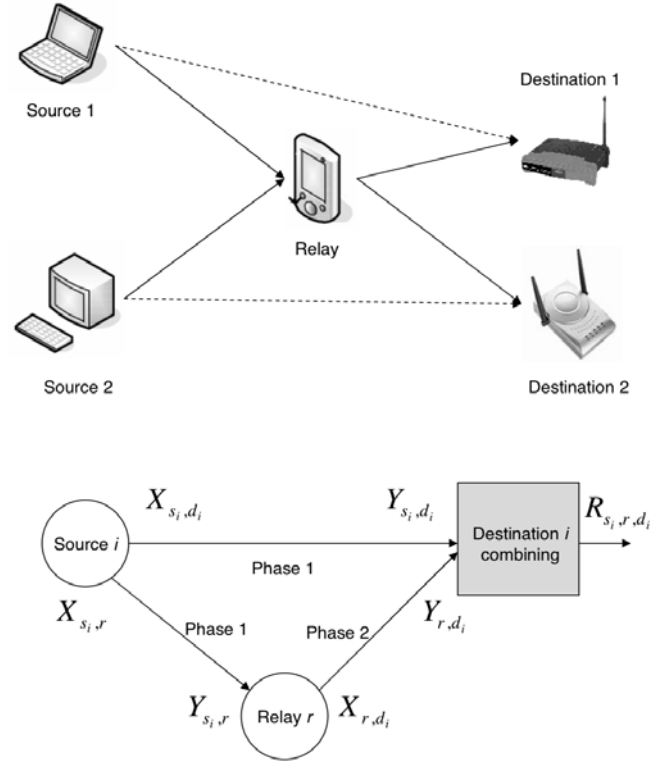 Destination 1
Source 1
Relay
Source 2
Destination 2
X_{s_i,d_i}
Y_{s_i,d_i}
R_{s_i,r,d_i}
Source i
Destination i
combining
Phase 1
X_{s_i,r}
Phase 1
Phase 2
Y_{r,d_i}
Y_{s_i,r}
Relay r
X_{r,d_i}